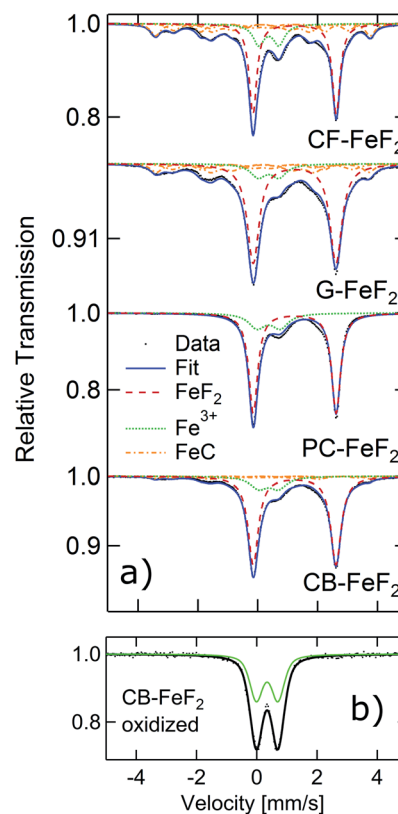 1.0
0.8
CF-FeF2
0.91
G-FeF2
1.0
0.8
Data
Fit
FeF2
Fe3+
FeC
PC-FeF2
1.0
0.9
a)
CB-FeF2
Relative Transmission
1.0
0.8
CB-FeF2
oxidized
b)
-4 -2 0 2 4
Velocity [mm/s]